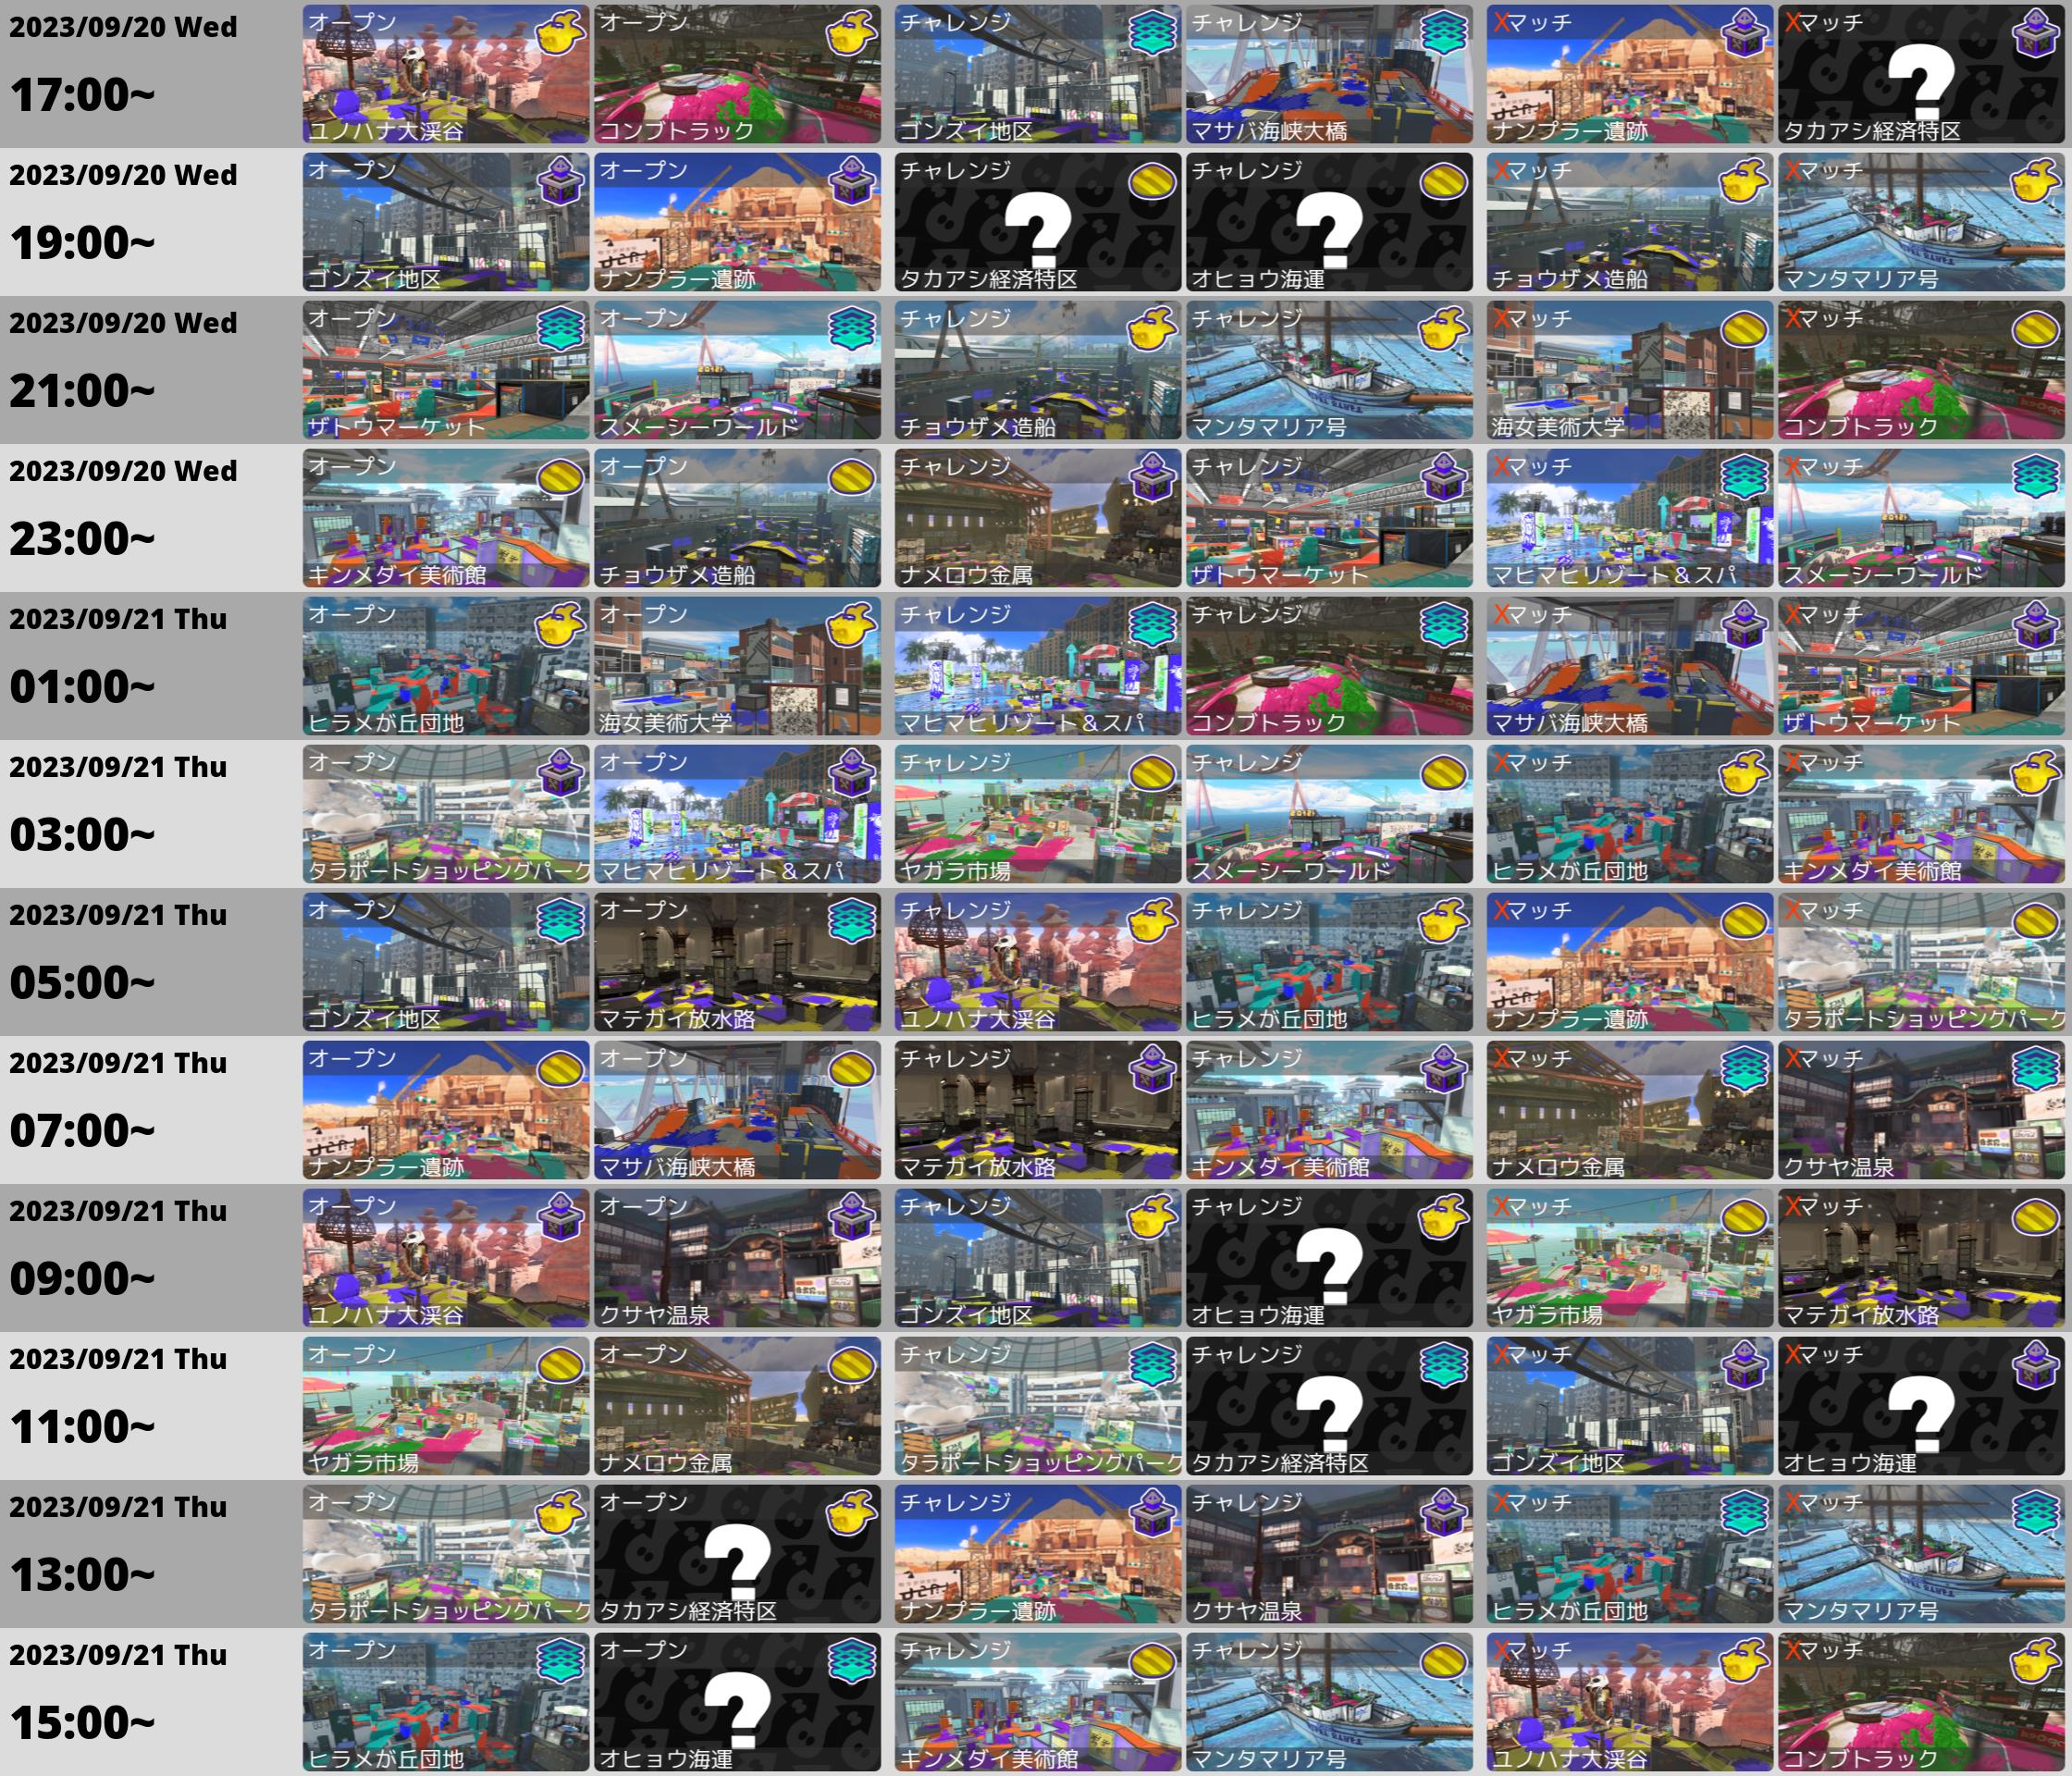 2023/09/20 Wed
17:00~
オープン オープン チャレンジ チャレンジ Xマッチ Xマッチ
ユノハナ大渓谷 コンブトラック ゴンズイ地区 マサバ海峡大橋 ナンプラー遺跡 タカアシ経済特区
2023/09/20 Wed
19:00~
オープン オープン チャレンジ チャレンジ Xマッチ Xマッチ
ゴンズイ地区 ナンプラー遺跡 タカアシ経済特区 オヒョウ海運 チョウザメ造船 マンタマリア号
2023/09/20 Wed
21:00~
オープン オープン チャレンジ チャレンジ Xマッチ Xマッチ
ザトウマーケット スメーシーワールド チョウザメ造船 マンタマリア号 海女美術大学 コンブトラック
2023/09/20 Wed
23:00~
オープン オープン チャレンジ チャレンジ Xマッチ Xマッチ
キンメダイ美術館 チョウザメ造船 ナメロウ金属 ザトウマーケット マヒマヒリゾート&スパ スメーシーワールド
2023/09/21 Thu
01:00~
オープン オープン チャレンジ チャレンジ Xマッチ Xマッチ
ヒラメが丘団地 海女美術大学 マヒマヒリゾート&スパ コンブトラック マサバ海峡大橋 ザトウマーケット
2023/09/21 Thu
03:00~
オープン オープン チャレンジ チャレンジ Xマッチ Xマッチ
タラポートショッピングパーク マヒマヒリゾート&スパ ヤガラ市場 スメーシーワールド ヒラメが丘団地 キンメダイ美術館
2023/09/21 Thu
05:00~
オープン オープン チャレンジ チャレンジ Xマッチ Xマッチ
ゴンズイ地区 マテガイ放水路 ユノハナ大渓谷 ヒラメが丘団地 ナンプラー遺跡 タラポートショッピングパーク
2023/09/21 Thu
07:00~
オープン オープン チャレンジ チャレンジ Xマッチ Xマッチ
ナンプラー遺跡 マサバ海峡大橋 マテガイ放水路 キンメダイ美術館 ナメロウ金属 クサヤ温泉
2023/09/21 Thu
09:00~
オープン オープン チャレンジ チャレンジ Xマッチ Xマッチ
ユノハナ大渓谷 クサヤ温泉 ゴンズイ地区 オヒョウ海運 ヤガラ市場 マテガイ放水路
2023/09/21 Thu
11:00~
オープン オープン チャレンジ チャレンジ Xマッチ Xマッチ
ヤガラ市場 ナメロウ金属 タラポートショッピングパーク タカアシ経済特区 ゴンズイ地区 オヒョウ海運
2023/09/21 Thu
13:00~
オープン オープン チャレンジ チャレンジ Xマッチ Xマッチ
タラポートショッピングパーク タカアシ経済特区 ナンプラー遺跡 クサヤ温泉 ヒラメが丘団地 マンタマリア号
2023/09/21 Thu
15:00~
オープン オープン チャレンジ チャレンジ Xマッチ Xマッチ
ヒラメが丘団地 オヒョウ海運 キンメダイ美術館 マンタマリア号 ユノハナ大渓谷 コンブトラック